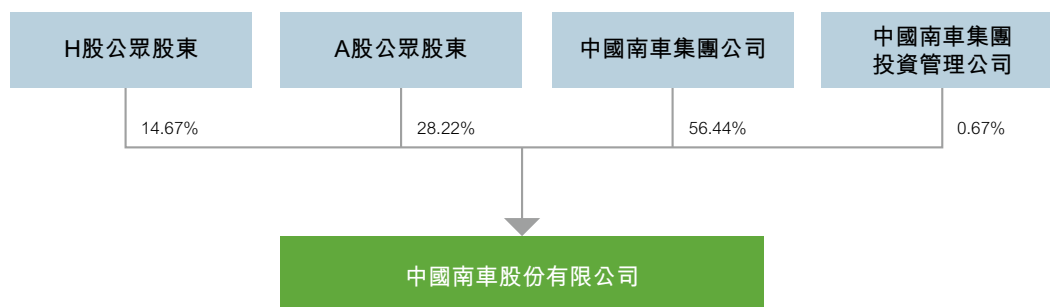 H股公眾股東
A股公眾股東
中國南車集團公司
中國南車集團
投資管理公司
14.67%
28.22%
56.44%
0.67%
中國南車股份有限公司